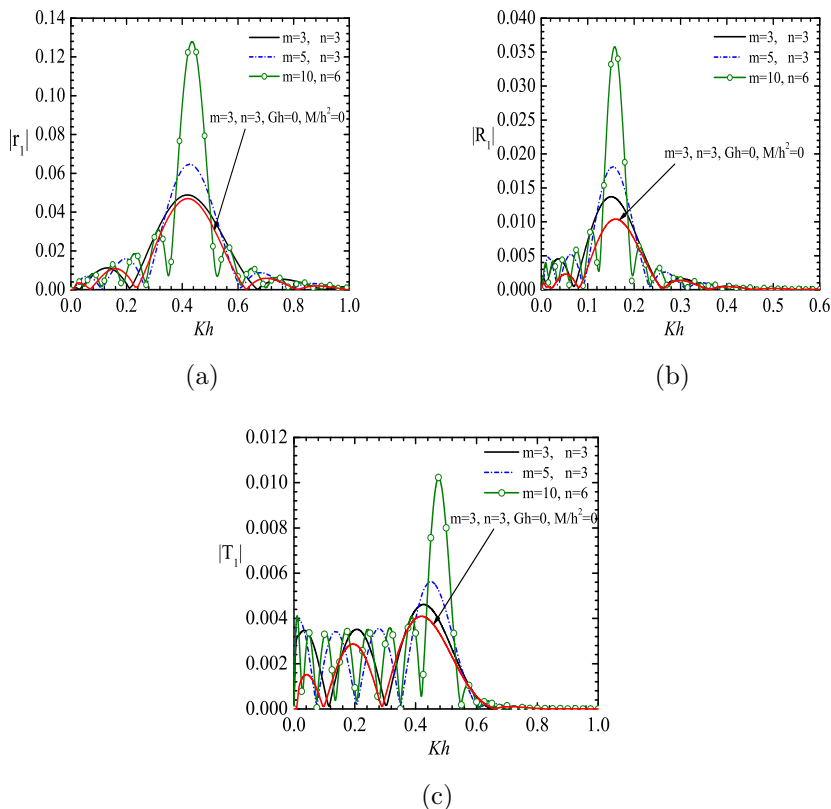 0.14
0.12
0.10
0.08
0.06
0.04
0.02
0.00
|r₁|
m=3, n=3
m=5, n=3
m=10, n=6
m=3, n=3, Gh=0, M/h²=0
0.0 0.2 0.4 0.6 0.8 1.0
Kh
(a)
0.040
0.035
0.030
0.025
0.020
0.015
0.010
0.005
0.000
|R₁|
m=3, n=3
m=5, n=3
m=10, n=6
m=3, n=3, Gh=0, M/h²=0
0.0 0.1 0.2 0.3 0.4 0.5 0.6
Kh
(b)
0.012
0.010
0.008
0.006
0.004
0.002
0.000
|T₁|
m=3, n=3
m=5, n=3
m=10, n=6
m=3, n=3, Gh=0, M/h²=0
0.0 0.2 0.4 0.6 0.8 1.0
Kh
(c)